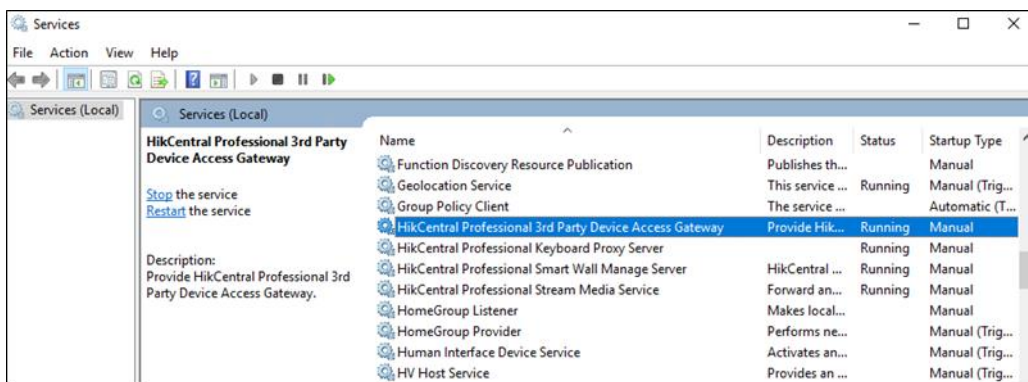 Services
File Action View Help
Services (Local)
Services (Local)
HikCentral Professional 3rd Party
Device Access Gateway
Stop the service
Restart the service
Description:
Provide HikCentral Professional 3rd
Party Device Access Gateway.
Name Description Status Startup Type
Function Discovery Resource Publication Publishes th... Manual
Geolocation Service This service ... Running Manual (Trig...
Group Policy Client The service ... Automatic (T...
HikCentral Professional 3rd Party Device Access Gateway Provide Hik... Running Manual
HikCentral Professional Keyboard Proxy Server Running Manual
HikCentral Professional Smart Wall Manage Server HikCentral ... Running Manual
HikCentral Professional Stream Media Service Forward an... Running Manual
HomeGroup Listener Makes local... Manual
HomeGroup Provider Performs ne... Manual (Trig...
Human Interface Device Service Activates an... Manual (Trig...
HV Host Service Provides an ... Manual (Trig...